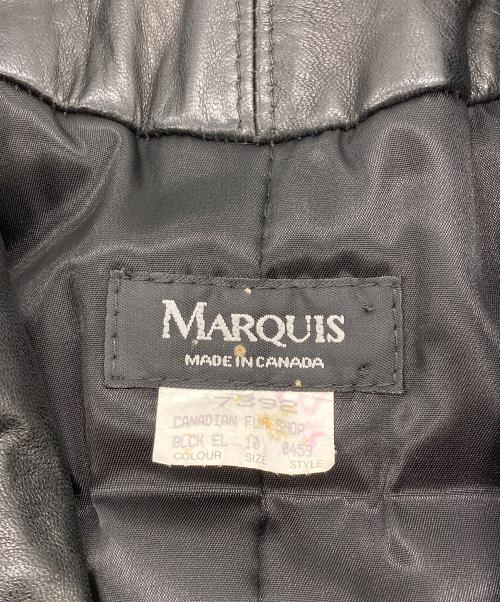 MARQUIS
MADE IN CANADA
7392
CANADIAN FUR SHOP
BLCK EL 10 0459
COLOUR SIZE STYLE